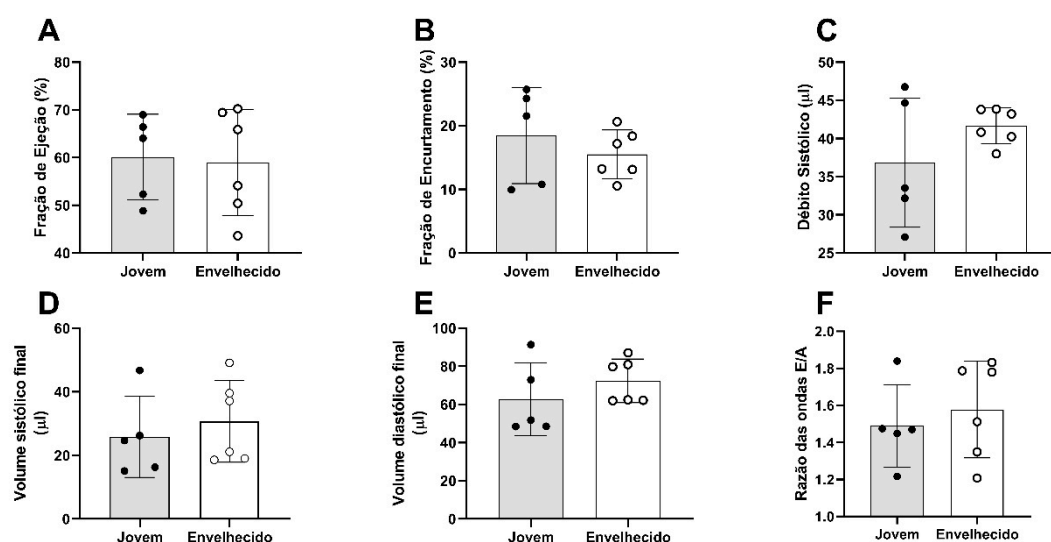 A
Fração de Ejeção (%)
80
70
60
50
40
Jovem
Envelhecido
B
Fração de Encurtamento (%)
30
20
10
0
Jovem
Envelhecido
C
Débito Sistólico (µl)
50
45
40
35
30
25
Jovem
Envelhecido
D
Volume sistólico final
(µl)
60
40
20
0
Jovem
Envelhecido
E
Volume diastólico final
(µl)
100
80
60
40
20
0
Jovem
Envelhecido
F
Razão das ondas E/A
2.0
1.8
1.6
1.4
1.2
1.0
Jovem
Envelhecido